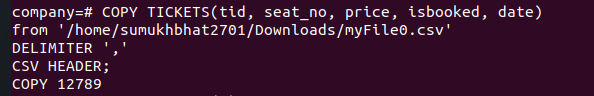 company=# COPY TICKETS(tid, seat_no, price, isbooked, date)
from '/home/sumukhbhat2701/Downloads/myFile0.csv'
DELIMITER ','
CSV HEADER;
COPY 12789